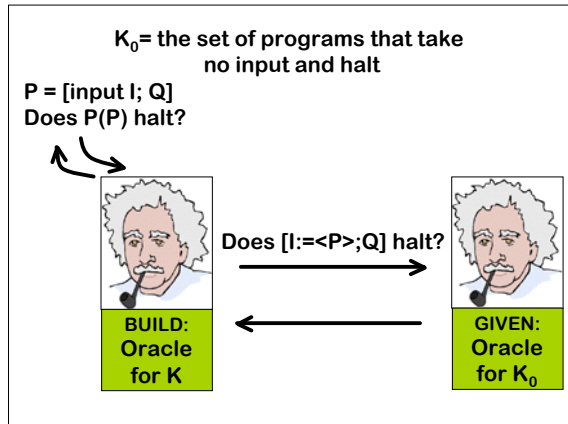 K₀= the set of programs that take
no input and halt
P = [input I; Q]
Does P(P) halt?
Does [I:=<P>;Q] halt?
BUILD:
Oracle
for K
GIVEN:
Oracle
for K₀